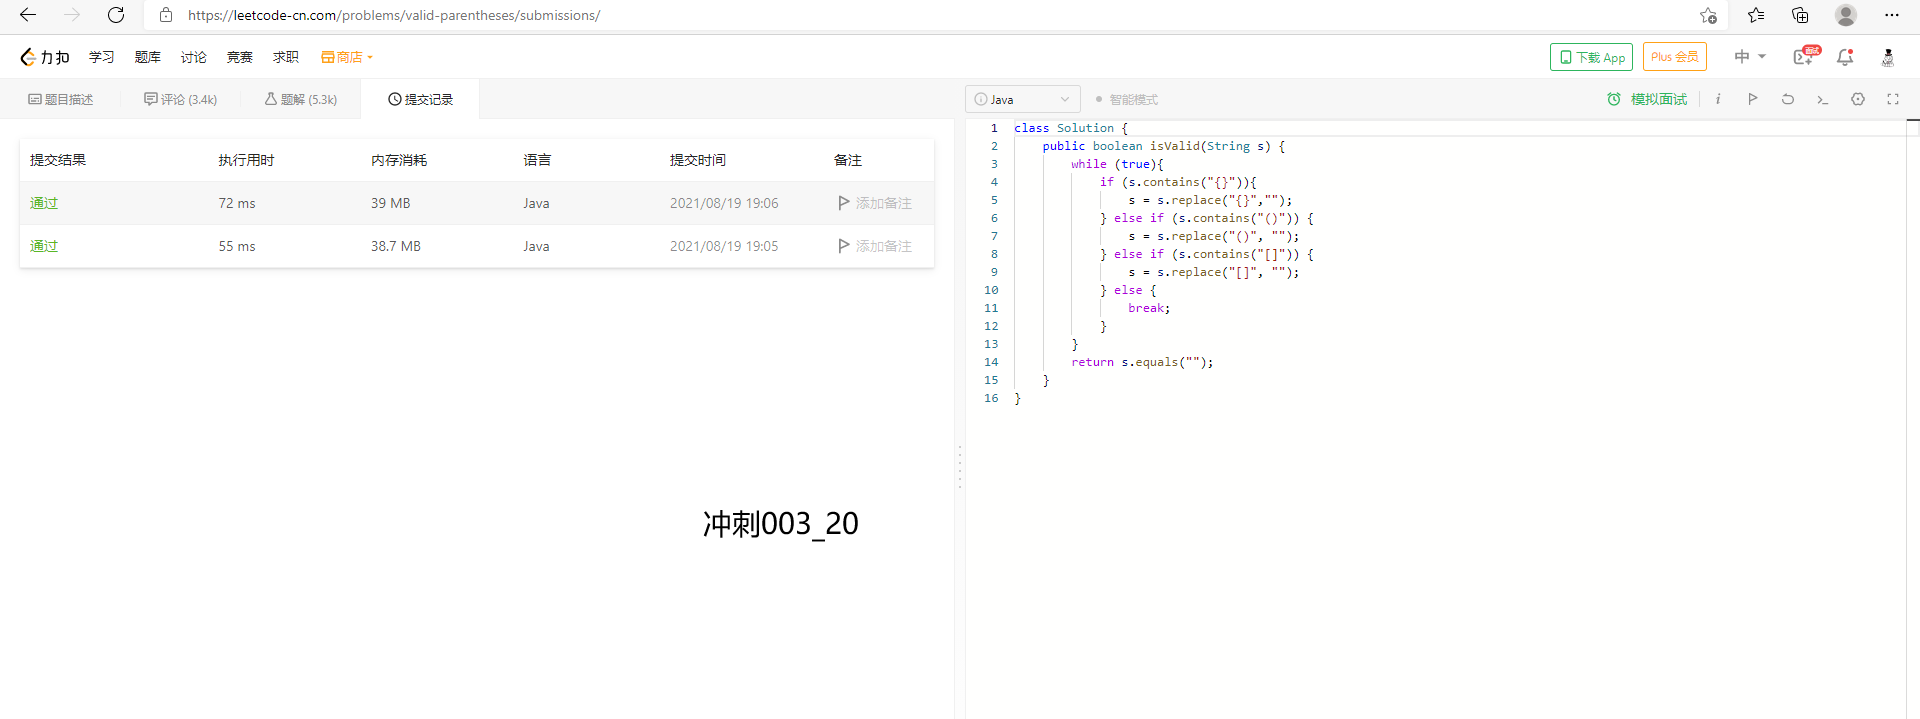 https://leetcode-cn.com/problems/valid-parentheses/submissions/
力扣 学习 题库 讨论 竞赛 求职 商店 下载 App Plus 会员 中 面试
题目描述 评论 (3.4k) 题解 (5.3k) 提交记录
提交结果 执行用时 内存消耗 语言 提交时间 备注
通过 72 ms 39 MB Java 2021/08/19 19:06 添加备注
通过 55 ms 38.7 MB Java 2021/08/19 19:05 添加备注
冲刺003_20
i Java 智能模式 模拟面试 i
1 class Solution {
2 public boolean isValid(String s) {
3 while (true){
4 if (s.contains("{}")){
5 s = s.replace("{}","");
6 } else if (s.contains("()")) {
7 s = s.replace("()", "");
8 } else if (s.contains("[]")) {
9 s = s.replace("[]", "");
10 } else {
11 break;
12 }
13 }
14 return s.equals("");
15 }
16 }